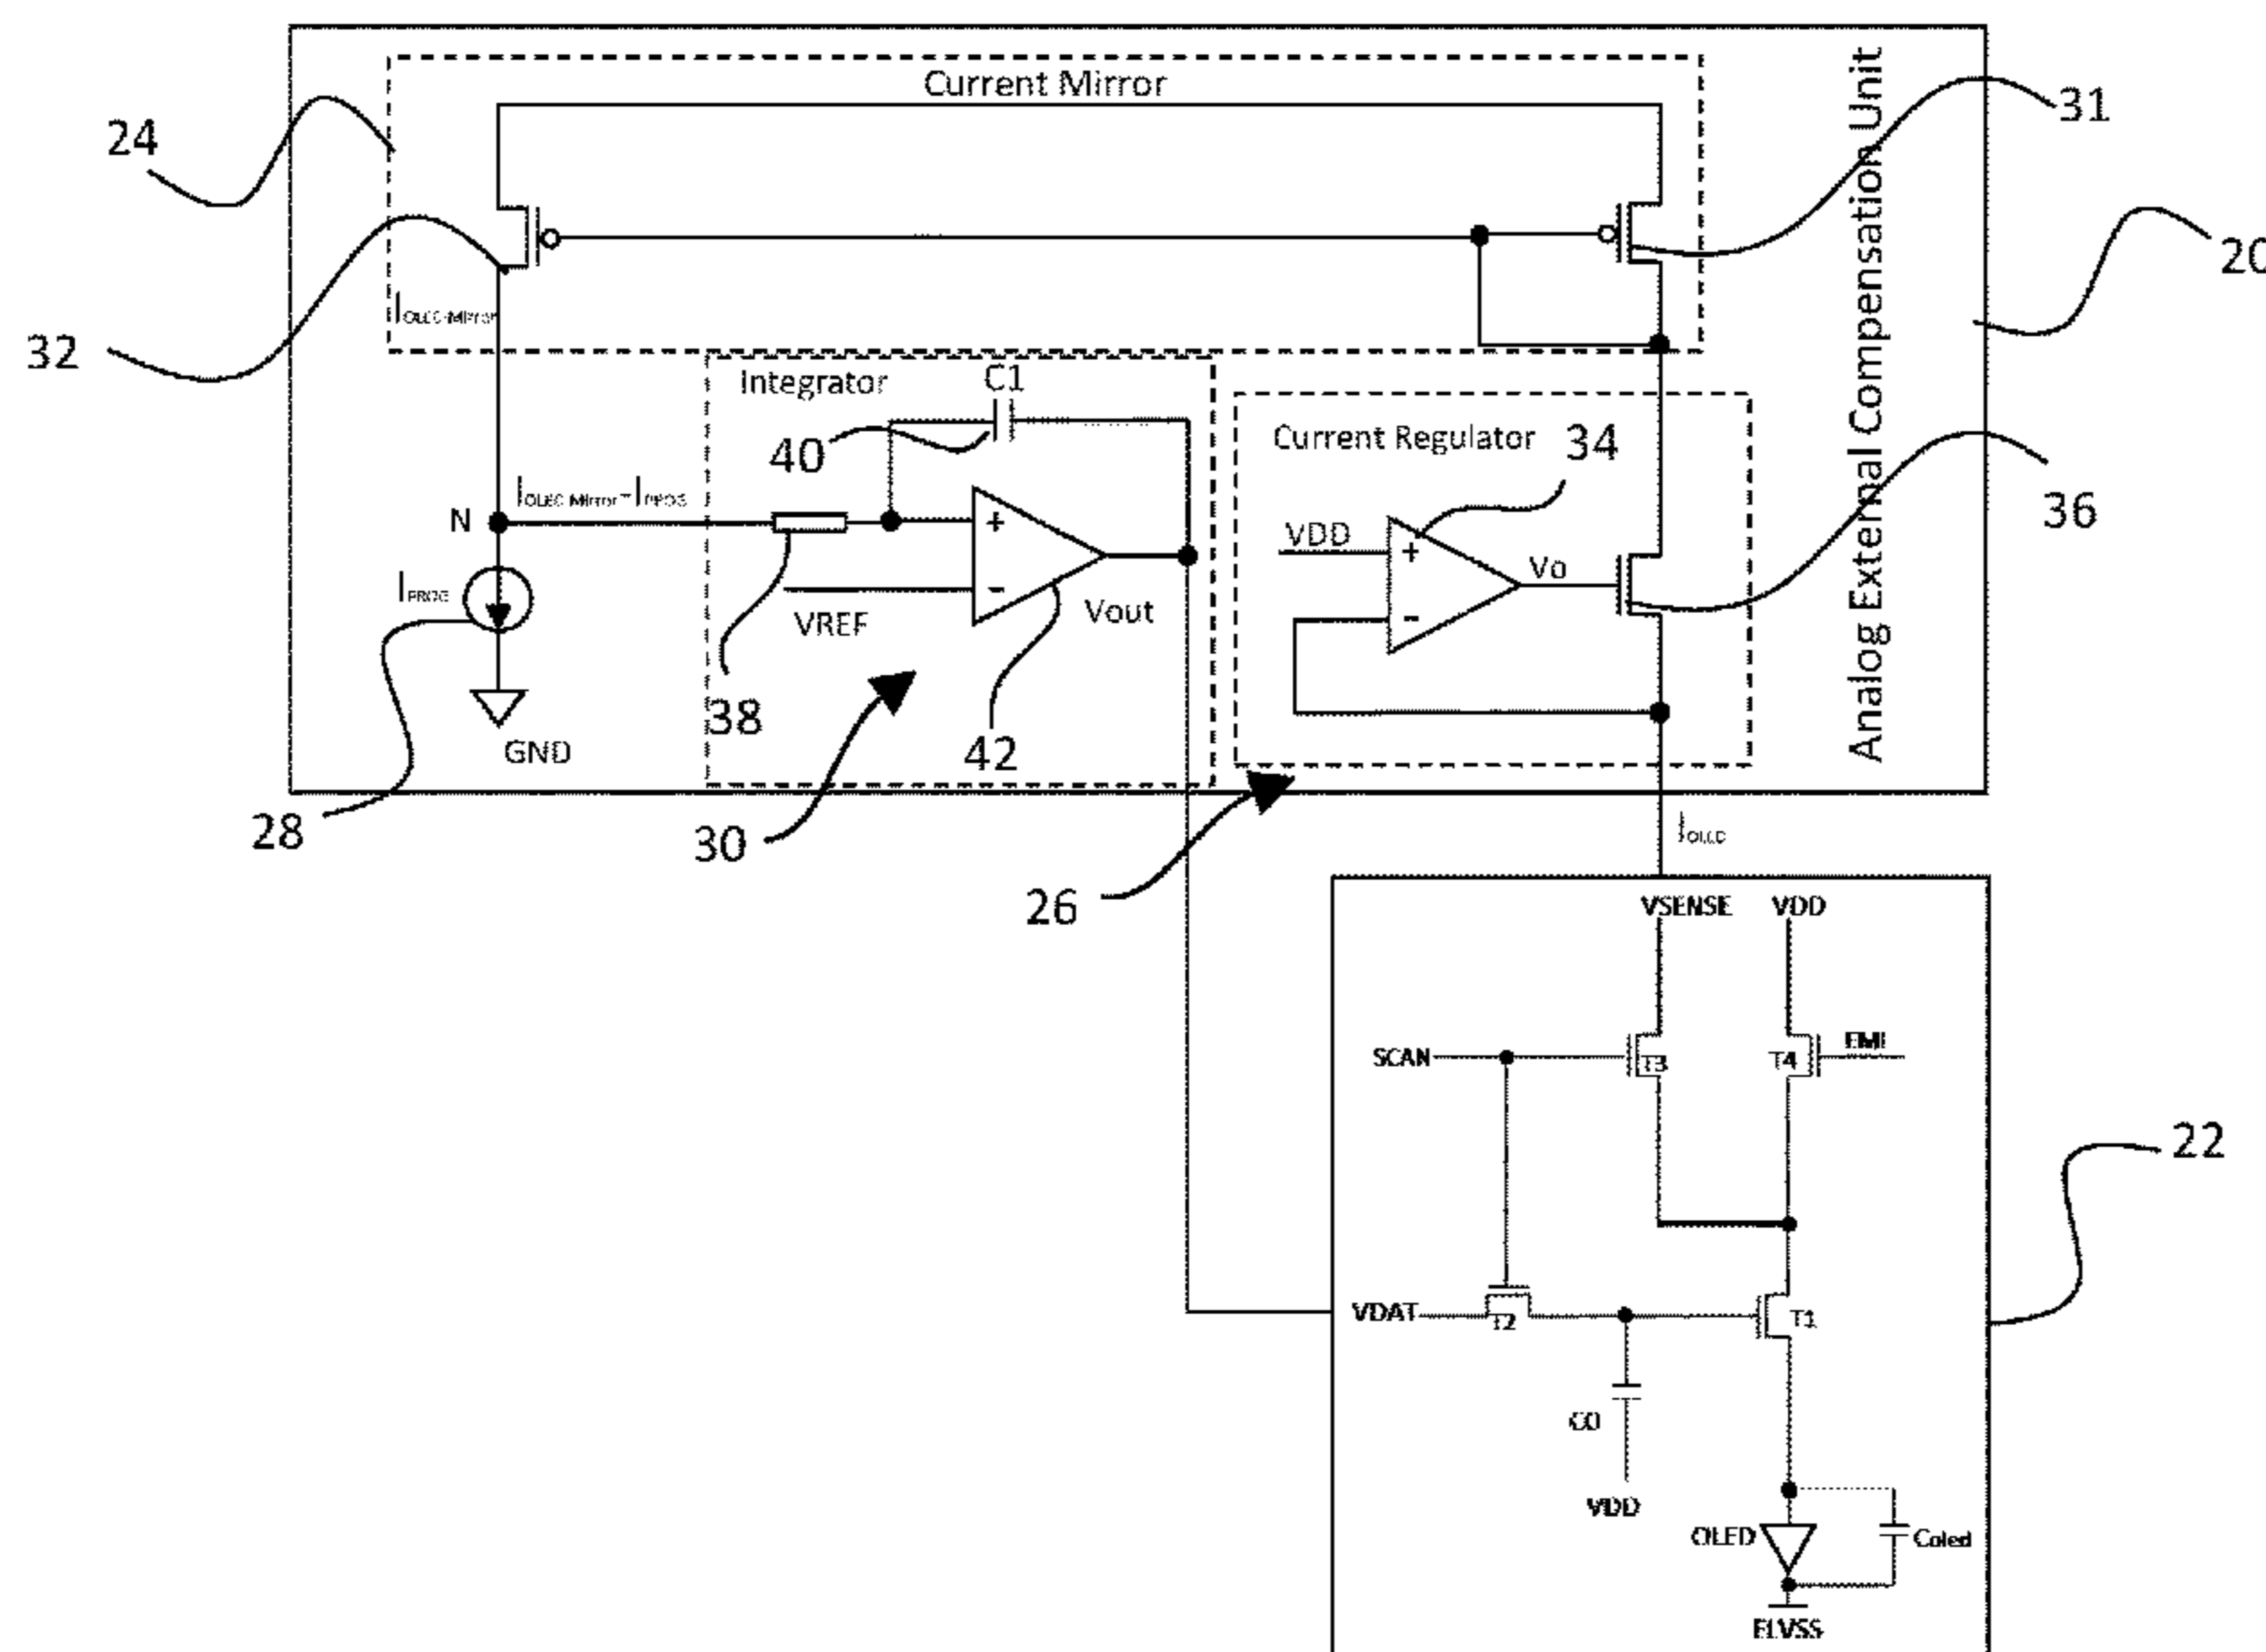 Current Mirror
24
31
Analog External Compensation Unit
20
32
Integrator
C1
Current Regulator
34
40
36
N
VDD
+
+
Vo
-
-
VREF
Vout
38
42
GND
28
30
26
VSENSE
VDD
SCAN
T3
T4
EMI
22
VDAT
T2
T1
C0
VDD
OLED
Coled
ELVSS